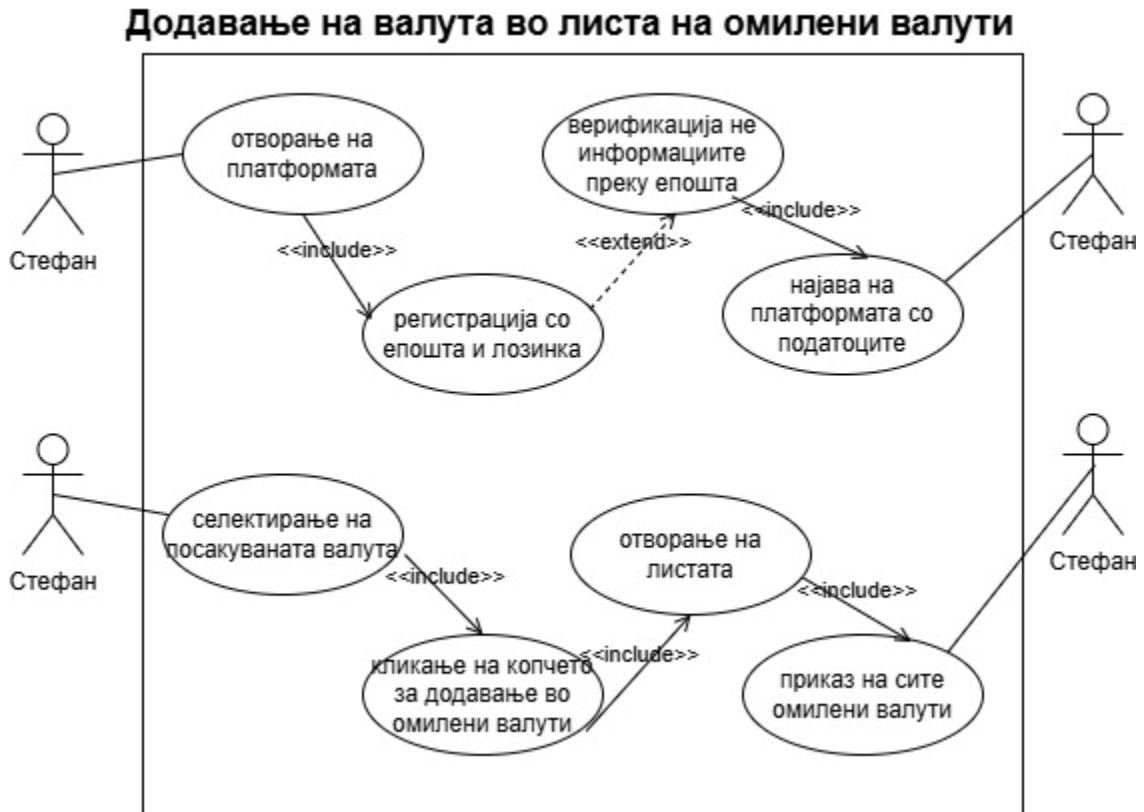 Додавање на валута во листа на омилени валути
отворање на
платформата
верификација не
информациите
преку епошта
<<include>>
<<extend>>
<<include>>
Стефан
Стефан
регистрација со
епошта и лозинка
најава на
платформата со
податоците
селектирање на
посакуваната валута
отворање на
листата
Стефан
Стефан
<<include>>
<<include>>
<<include>>
кликање на копчето
за додавање во
омилени валути
приказ на сите
омилени валути